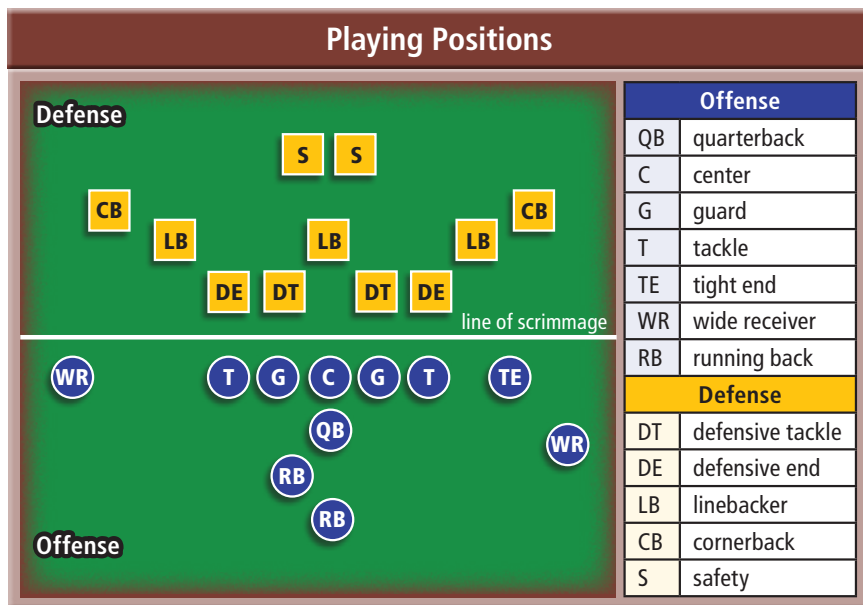 Playing Positions
Defense
S S
CB CB
LB LB LB
DE DT DT DE
line of scrimmage
WR T G C G T TE
QB
WR
RB
RB
Offense
Offense
QB quarterback
C center
G guard
T tackle
TE tight end
WR wide receiver
RB running back
Defense
DT defensive tackle
DE defensive end
LB linebacker
CB cornerback
S safety